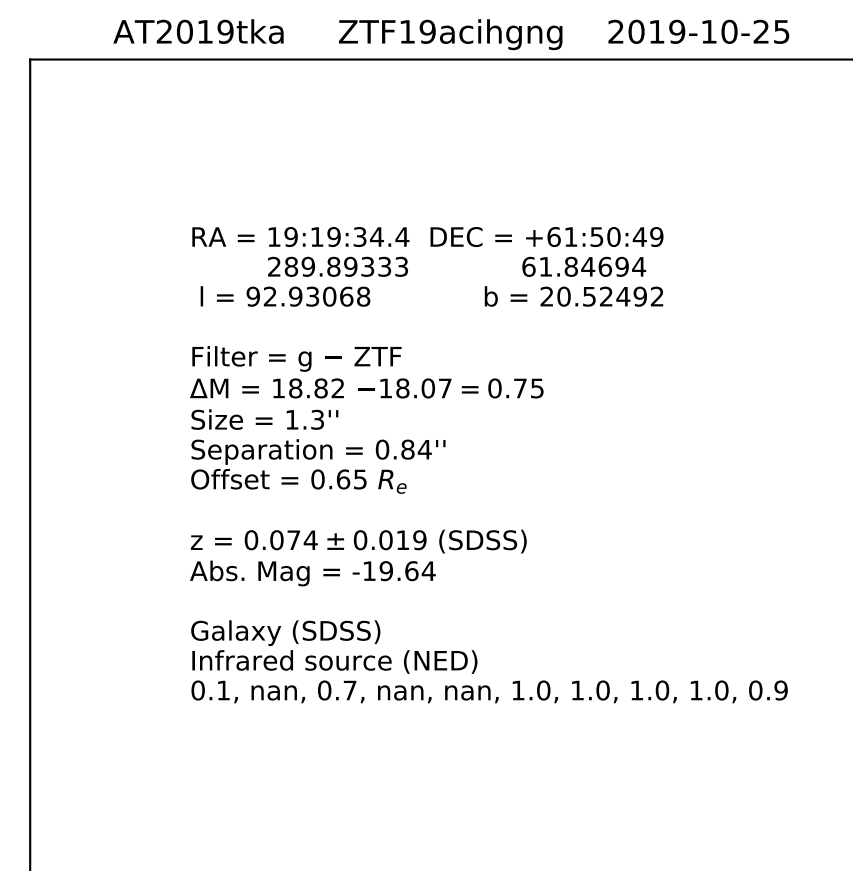 AT2019tka ZTF19acihgng 2019-10-25
RA = 19:19:34.4 DEC = +61:50:49
289.89333 61.84694
l = 92.93068 b = 20.52492
Filter = g − ZTF
ΔM = 18.82 −18.07 = 0.75
Size = 1.3''
Separation = 0.84''
Offset = 0.65 Rₑ
z = 0.074 ± 0.019 (SDSS)
Abs. Mag = -19.64
Galaxy (SDSS)
Infrared source (NED)
0.1, nan, 0.7, nan, nan, 1.0, 1.0, 1.0, 1.0, 0.9